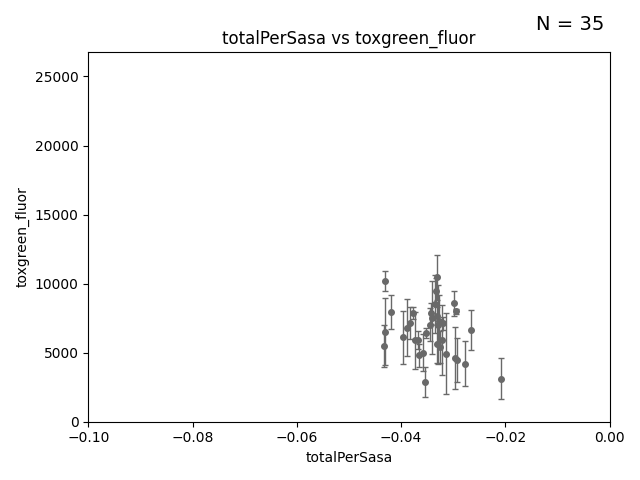 N = 35
totalPerSasa vs toxgreen_fluor
toxgreen_fluor
25000
20000
15000
10000
5000
0
−0.10 −0.08 −0.06 −0.04 −0.02 0.00
totalPerSasa